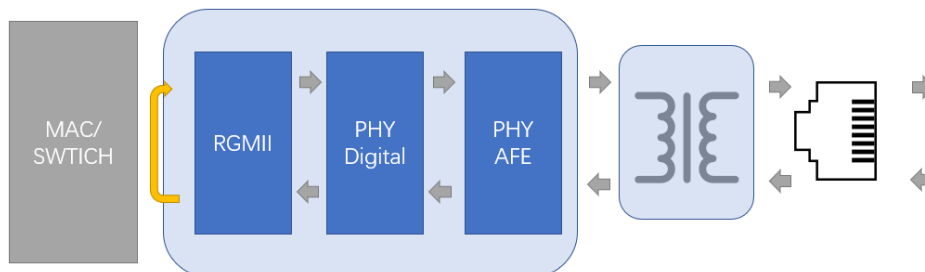 MAC/
SWTICH
RGMII
PHY
Digital
PHY
AFE